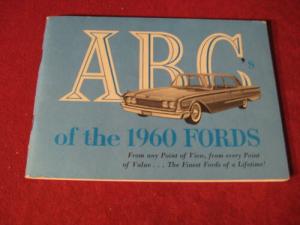 ABC's
of the 1960 FORDS
From any Point of View, from every Point
of Value . . . The Finest Fords of a Lifetime!